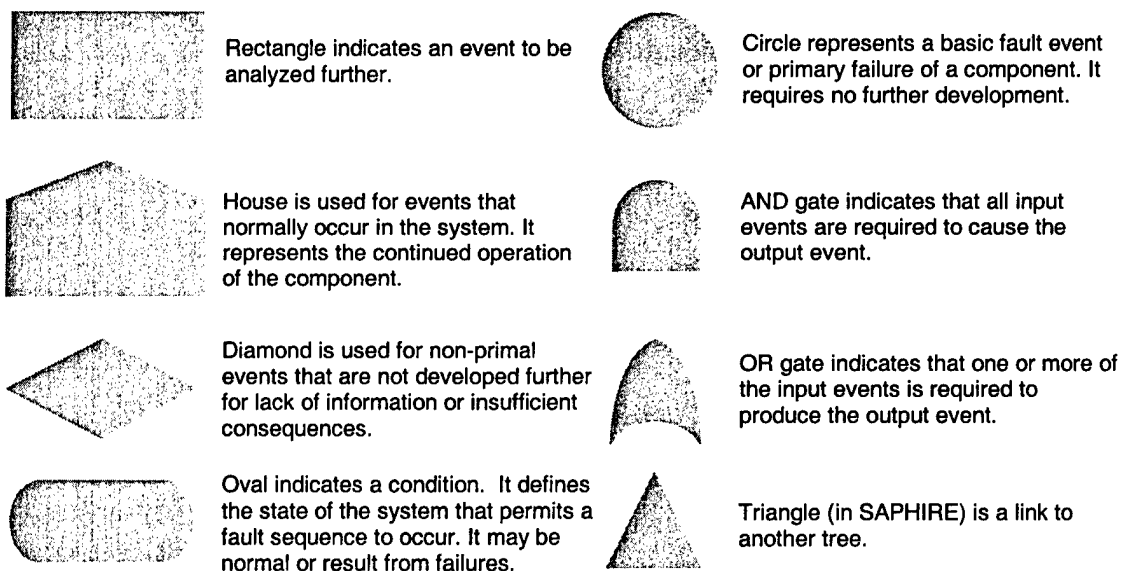 Rectangle indicates an event to be
analyzed further.
Circle represents a basic fault event
or primary failure of a component. It
requires no further development.
House is used for events that
normally occur in the system. It
represents the continued operation
of the component.
AND gate indicates that all input
events are required to cause the
output event.
Diamond is used for non-primal
events that are not developed further
for lack of information or insufficient
consequences.
OR gate indicates that one or more of
the input events is required to
produce the output event.
Oval indicates a condition. It defines
the state of the system that permits a
fault sequence to occur. It may be
normal or result from failures.
Triangle (in SAPHIRE) is a link to
another tree.